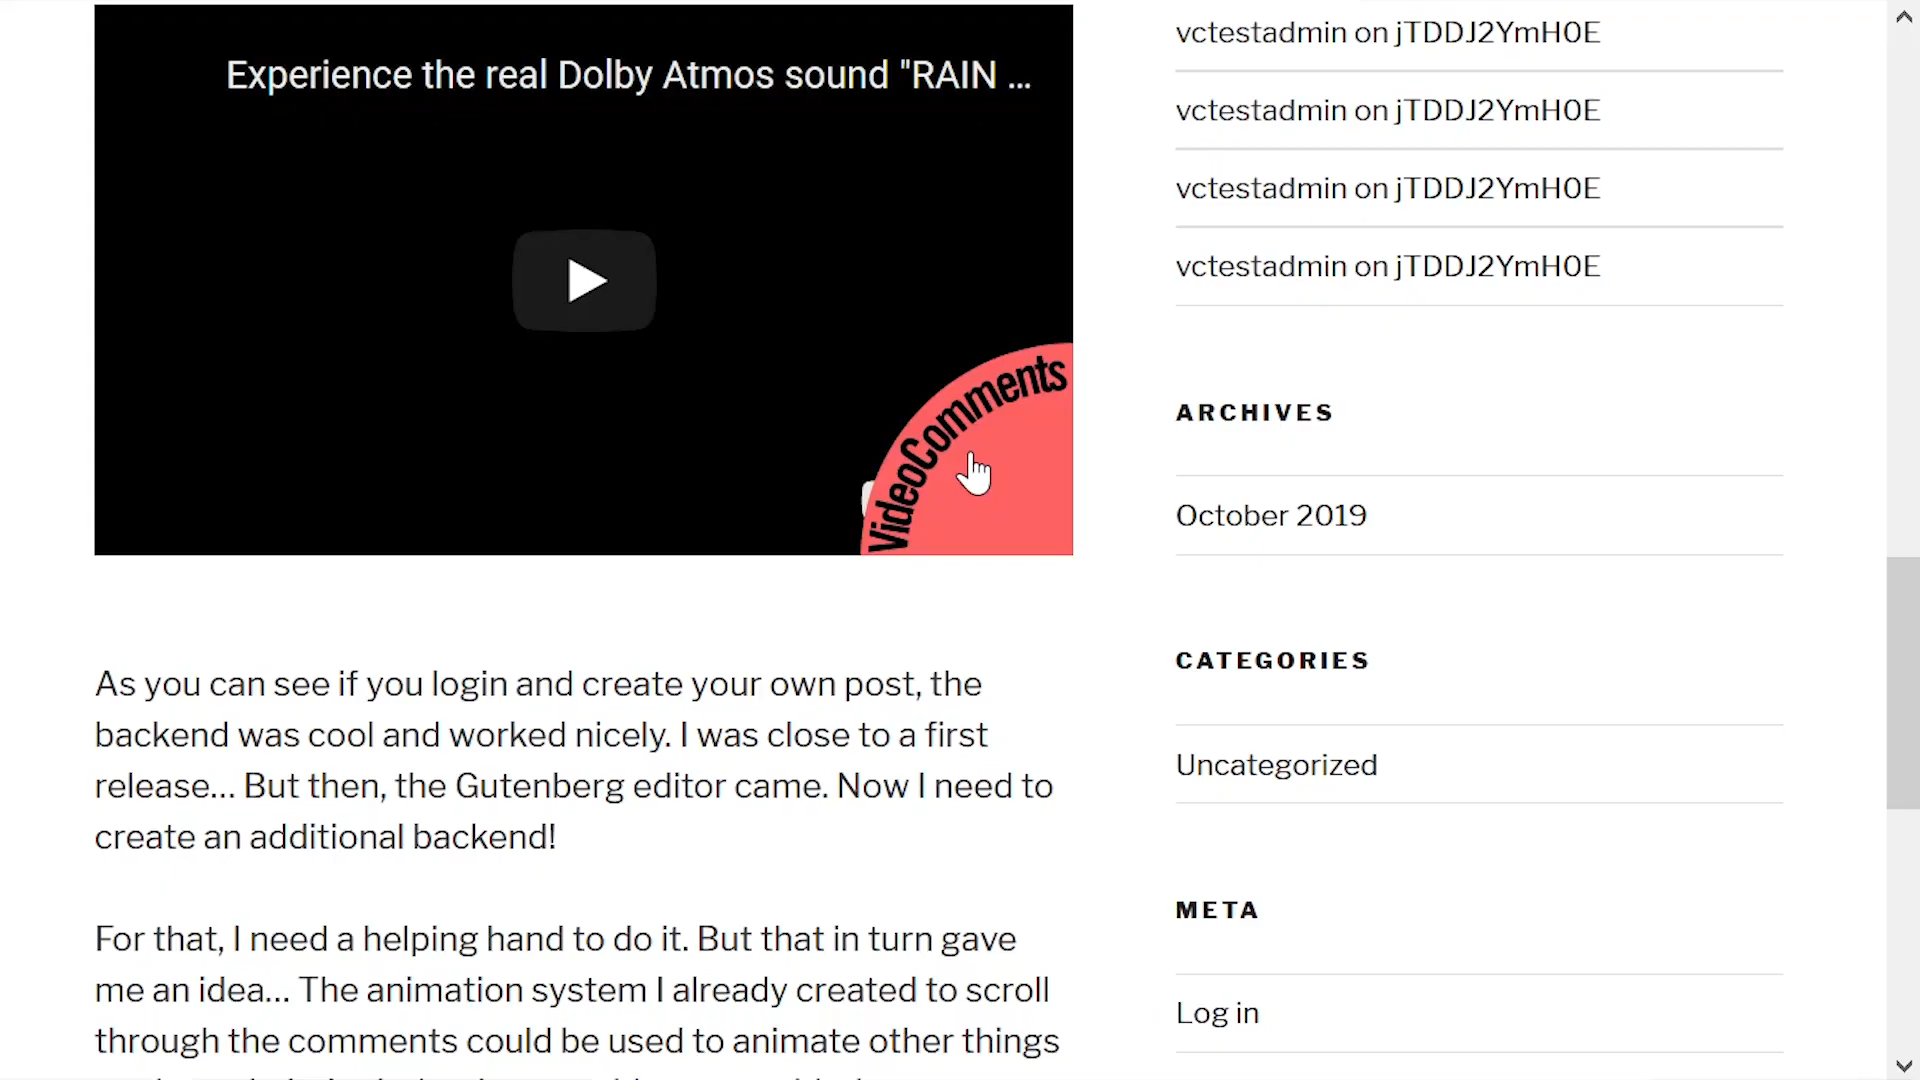 Experience the real Dolby Atmos sound "RAIN ...
VideoComments
As you can see if you login and create your own post, the
backend was cool and worked nicely. I was close to a first
release... But then, the Gutenberg editor came. Now I need to
create an additional backend!
For that, I need a helping hand to do it. But that in turn gave
me an idea... The animation system I already created to scroll
through the comments could be used to animate other things
vctestadmin on jTDDJ2YmH0E
vctestadmin on jTDDJ2YmH0E
vctestadmin on jTDDJ2YmH0E
vctestadmin on jTDDJ2YmH0E
ARCHIVES
October 2019
CATEGORIES
Uncategorized
META
Log in